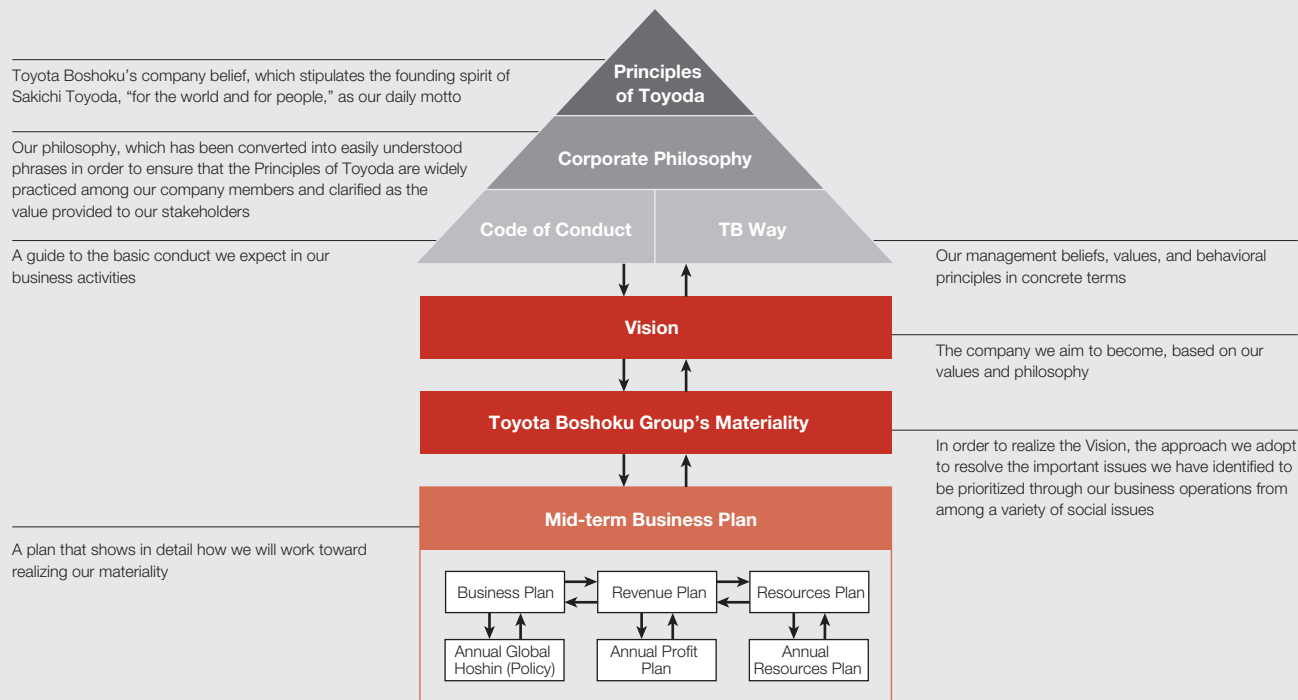 Principles
of Toyoda
Toyota Boshoku’s company belief, which stipulates the founding spirit of
Sakichi Toyoda, “for the world and for people,” as our daily motto
Corporate Philosophy
Our philosophy, which has been converted into easily understood
phrases in order to ensure that the Principles of Toyoda are widely
practiced among our company members and clarified as the
value provided to our stakeholders
Code of Conduct
TB Way
A guide to the basic conduct we expect in our
business activities
Our management beliefs, values, and behavioral
principles in concrete terms
Vision
The company we aim to become, based on our
values and philosophy
Toyota Boshoku Group’s Materiality
In order to realize the Vision, the approach we adopt
to resolve the important issues we have identified to
be prioritized through our business operations from
among a variety of social issues
Mid-term Business Plan
A plan that shows in detail how we will work toward
realizing our materiality
Business Plan
Revenue Plan
Resources Plan
Annual Global
Hoshin (Policy)
Annual Profit
Plan
Annual
Resources Plan